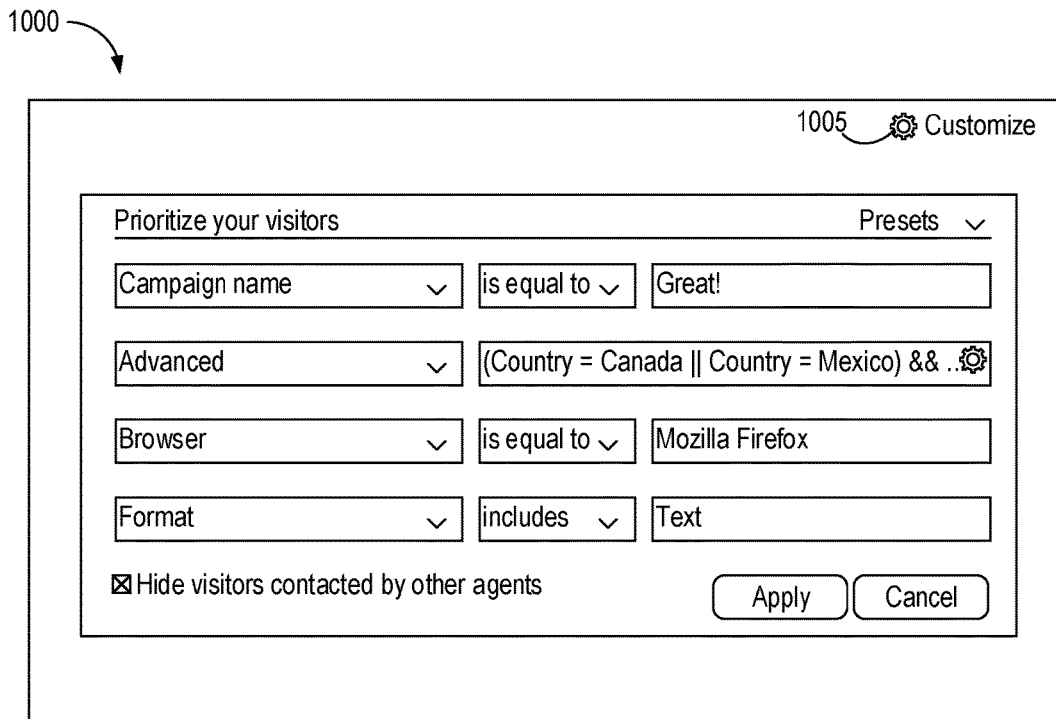 1000
1005 Customize
Prioritize your visitors Presets
Campaign name is equal to Great!
Advanced (Country = Canada || Country = Mexico) && ..
Browser is equal to Mozilla Firefox
Format includes Text
Hide visitors contacted by other agents Apply Cancel